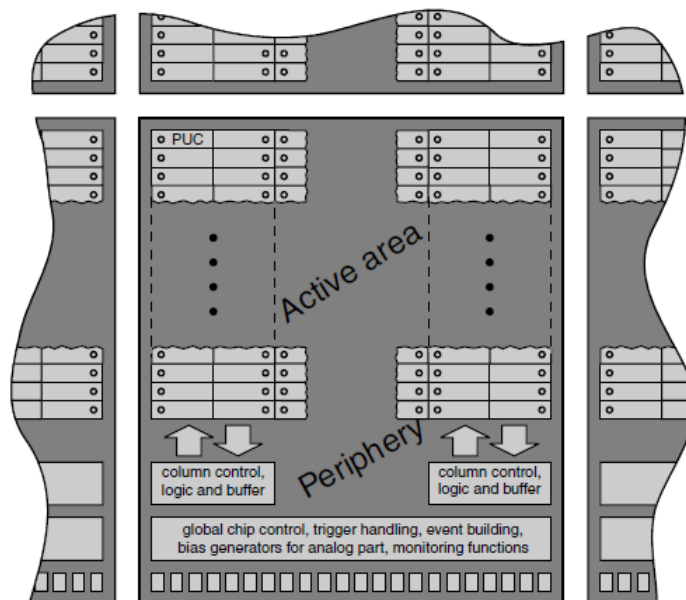 PUC
Active area
Periphery
column control,
logic and buffer
column control,
logic and buffer
global chip control, trigger handling, event building,
bias generators for analog part, monitoring functions